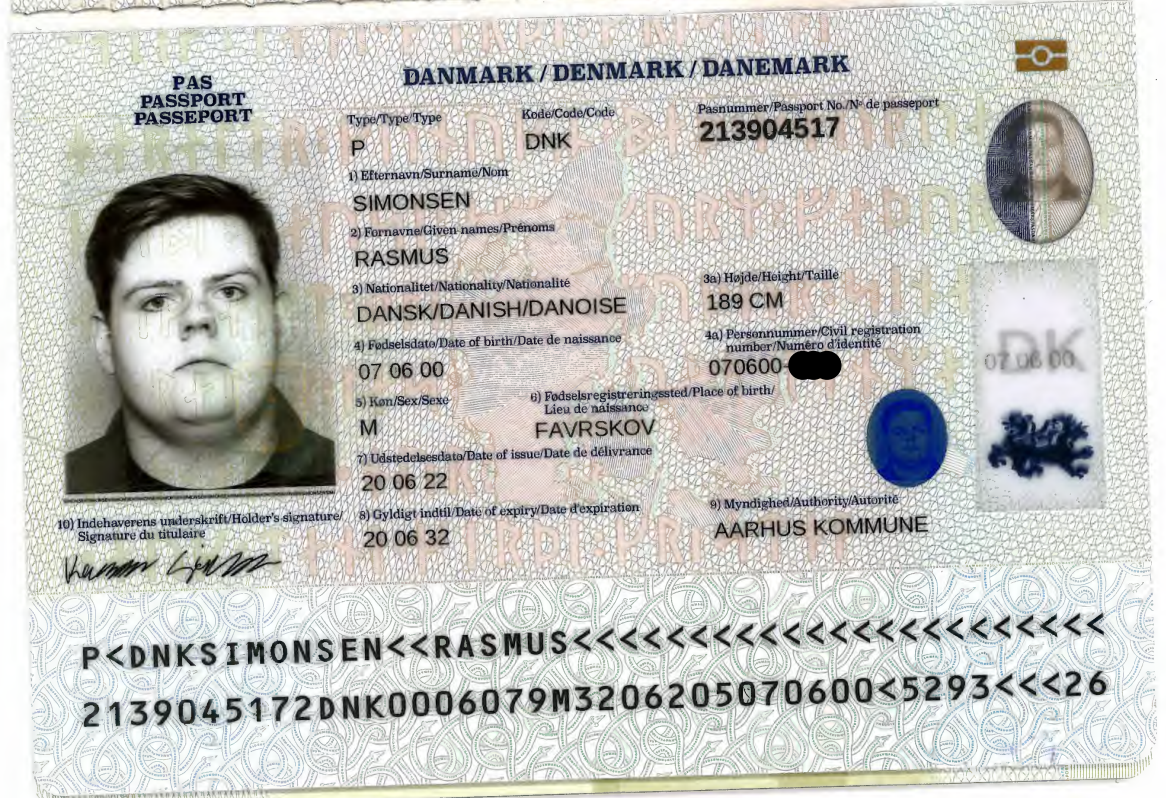 PAS
PASSPORT
PASSEPORT
DANMARK / DENMARK / DANEMARK
Type/Type/Type
Kode/Code/Code
Pasnummer/Passport No./Nº de passeport
P
DNK
213904517
1) Efternavn/Surname/Nom
SIMONSEN
2) Fornavne/Given names/Prénoms
RASMUS
3) Nationalitet/Nationality/Nationalité
3a) Højde/Height/Taille
DANSK/DANISH/DANOISE
189 CM
4) Fødselsdato/Date of birth/Date de naissance
4a) Personnummer/Civil registration
number/Numéro d'identité
07 06 00
070600-
5) Køn/Sex/Sexe
6) Fødselsregistreringssted/Place of birth/
Lieu de naissance
M
FAVRSKOV
7) Udstedelsesdato/Date of issue/Date de délivrance
20 06 22
8) Gyldigt indtil/Date of expiry/Date d'expiration
9) Myndighed/Authority/Autorité
20 06 32
AARHUS KOMMUNE
DK
07 06 00
10) Indehaverens underskrift/Holder's signature/
Signature du titulaire
P<DNKSIMONSEN<<RASMUS<<<<<<<<<<<<<<<<<<<<<<<
2139045172DNK0006079M3206205070600<5293<<<26